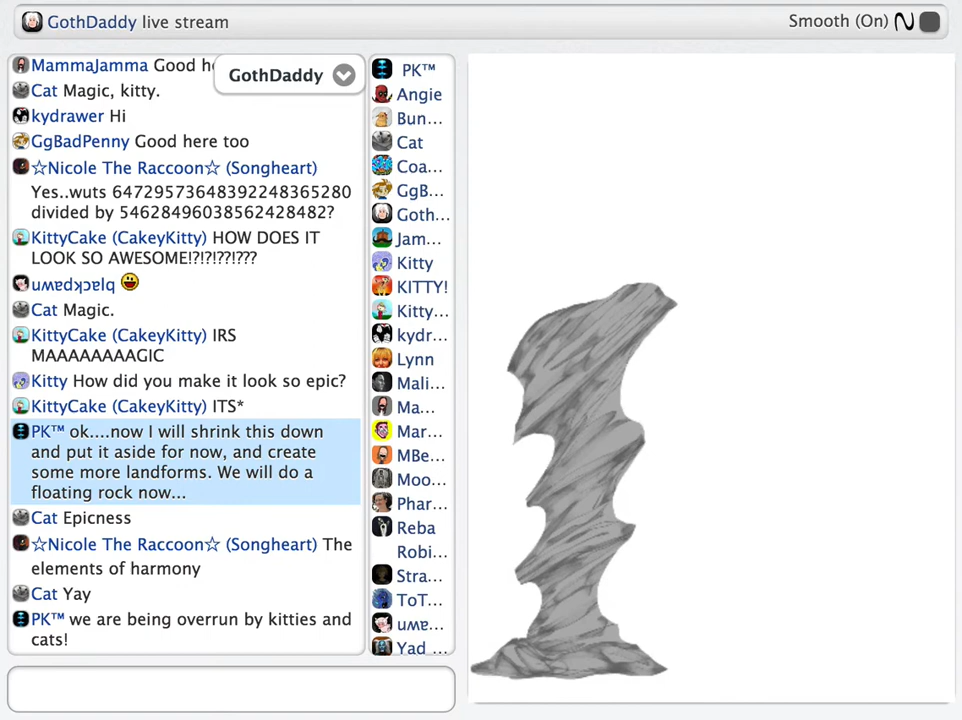 GothDaddy live stream
Smooth (On)
MammaJamma Good h
GothDaddy
Cat Magic, kitty.
kydrawer Hi
GgBadPenny Good here too
☆Nicole The Raccoon☆ (Songheart)
Yes..wuts 64729573648392248365280
divided by 54628496038562428482?
KittyCake (CakeyKitty) HOW DOES IT
LOOK SO AWESOME!?!?!??!???
uʍɐdʞɔɐlq
Cat Magic.
KittyCake (CakeyKitty) IRS
MAAAAAAAAGIC
Kitty How did you make it look so epic?
KittyCake (CakeyKitty) ITS*
PK™ ok....now I will shrink this down
and put it aside for now, and create
some more landforms. We will do a
floating rock now...
Cat Epicness
☆Nicole The Raccoon☆ (Songheart) The
elements of harmony
Cat Yay
PK™ we are being overrun by kitties and
cats!
PK™
Angie
Bun...
Cat
Coa...
GgB...
Goth...
Jam...
Kitty
KITTY!
Kitty...
kydr...
Lynn
Mali...
Ma...
Mar...
MBe...
Moo...
Phar...
Reba
Robi...
Stra...
ToT...
uʍɐ...
Yad ...